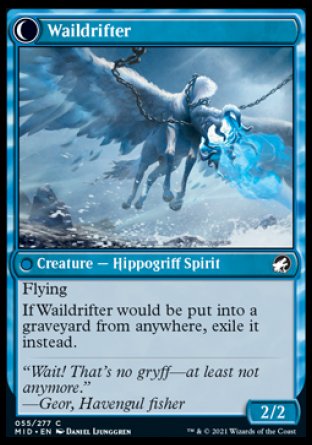 Waildrifter
Creature — Hippogriff Spirit
Flying
If Waildrifter would be put into a
graveyard from anywhere, exile it
instead.
"Wait! That's no gryff—at least not
anymore."
—Geor, Havengul fisher
2/2
055/277 C
MID • EN Daniel Ljunggren
™ & © 2021 Wizards of the Coast